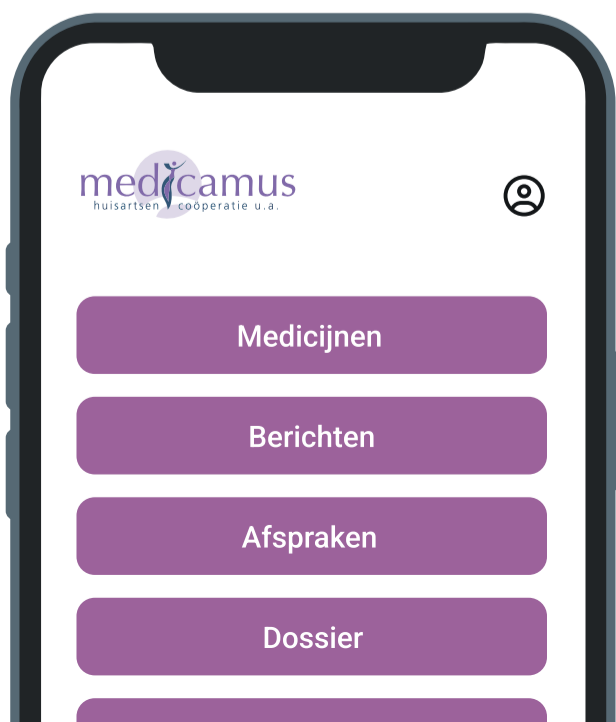 medicamus
huisartsen coöperatie u.a.
Medicijnen
Berichten
Afspraken
Dossier